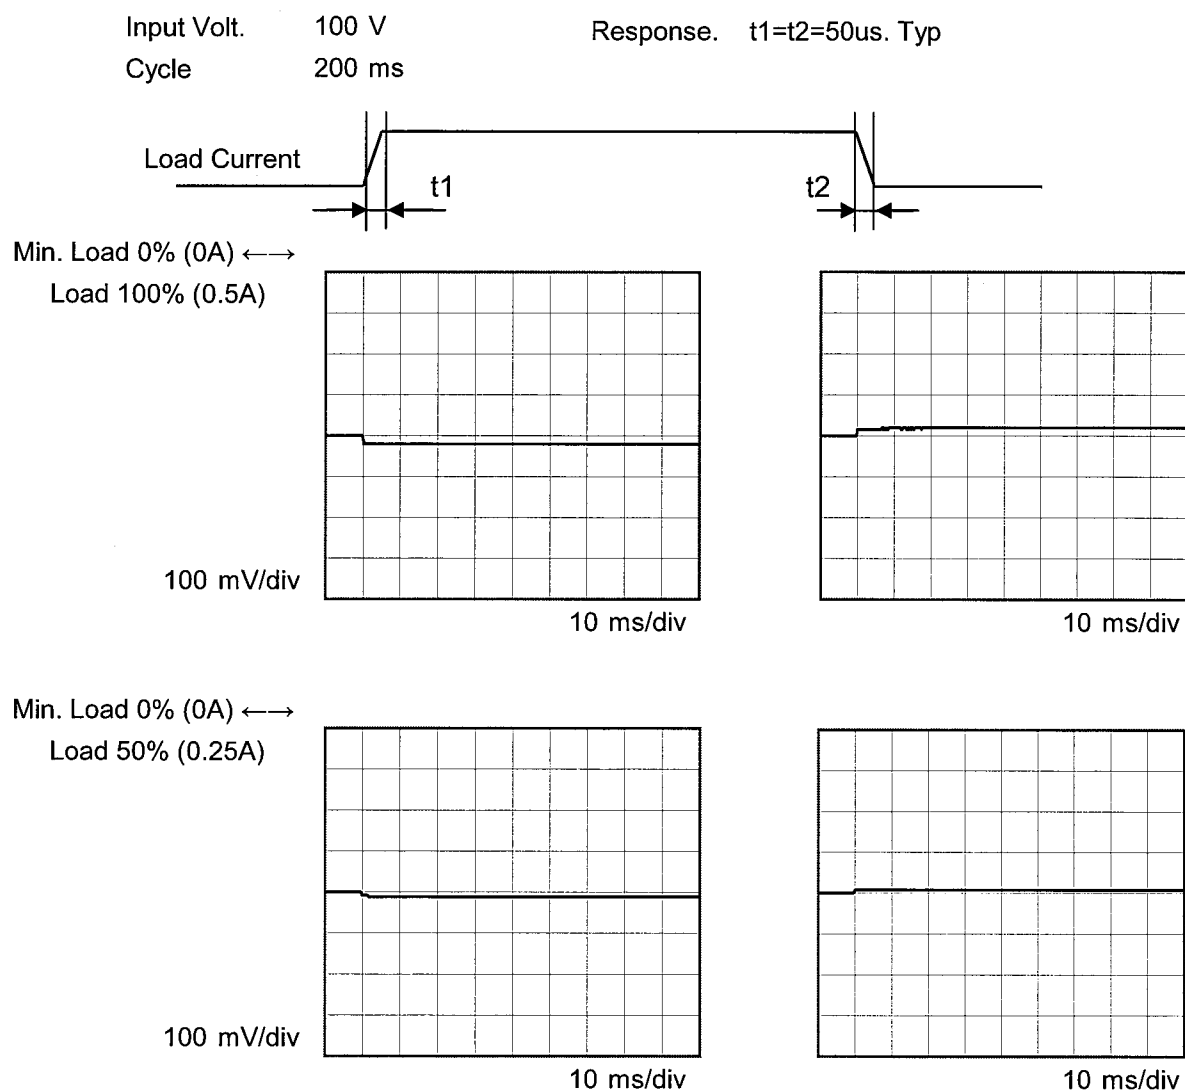 Input Volt. 100 V Response. t1=t2=50us. Typ
Cycle 200 ms
Load Current
t1 t2
Min. Load 0% (0A) ←→
Load 100% (0.5A)
100 mV/div
10 ms/div 10 ms/div
Min. Load 0% (0A) ←→
Load 50% (0.25A)
100 mV/div
10 ms/div 10 ms/div